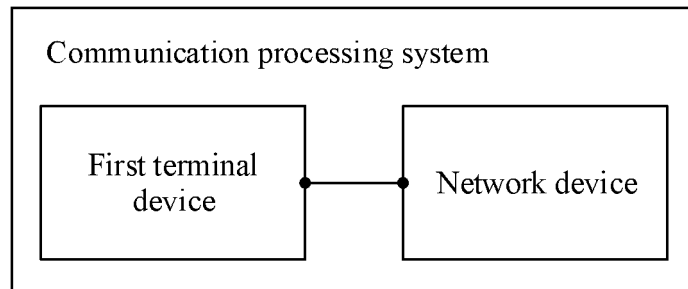 Communication processing system
First terminal
device
Network device